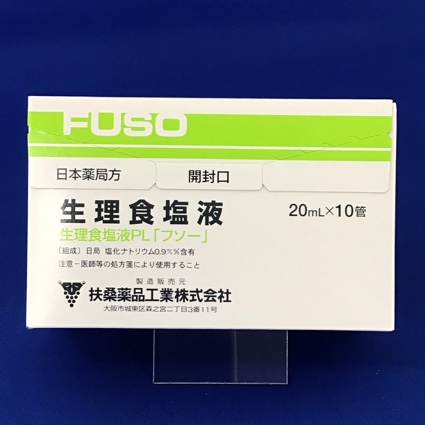 FUSO
日本薬局方
開封口
生理食塩液
20mL×10管
生理食塩液PL「フソー」
〔組成〕日局 塩化ナトリウム0.9%含有
注意-医師等の処方箋により使用すること
製造販売元
扶桑薬品工業株式会社
大阪市城東区森之宮二丁目3番11号